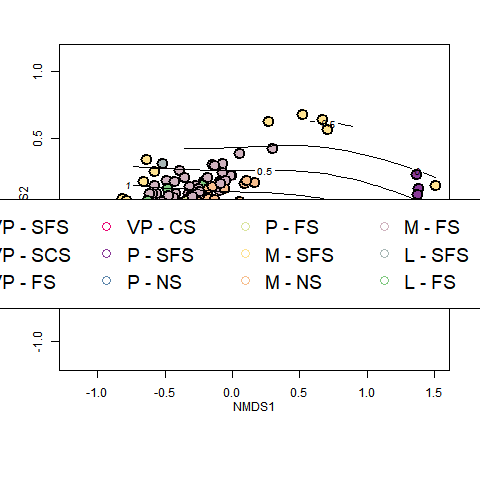 1.0
0.5
0.5
0.5
1
S2
VP - SFS VP - CS P - FS M - FS
VP - SCS P - SFS M - SFS L - SFS
VP - FS P - NS M - NS L - FS
-1.0
-1.0 -0.5 0.0 0.5 1.0 1.5
NMDS1